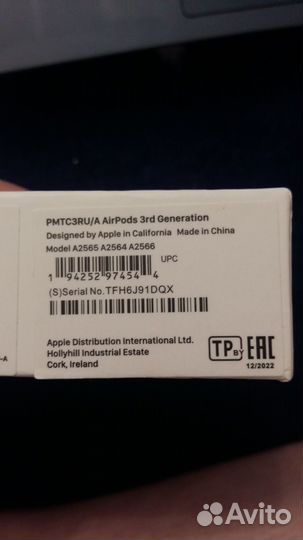 PMTC3RU/A AirPods 3rd Generation
Designed by Apple in California Made in China
Model A2565 A2564 A2566
UPC
1 94252 97454 4
(S)Serial No.TFH6J91DQX
Apple Distribution International Ltd.
Hollyhill Industrial Estate
Cork, Ireland
TP BY EAC
12/2022
-A
Avito